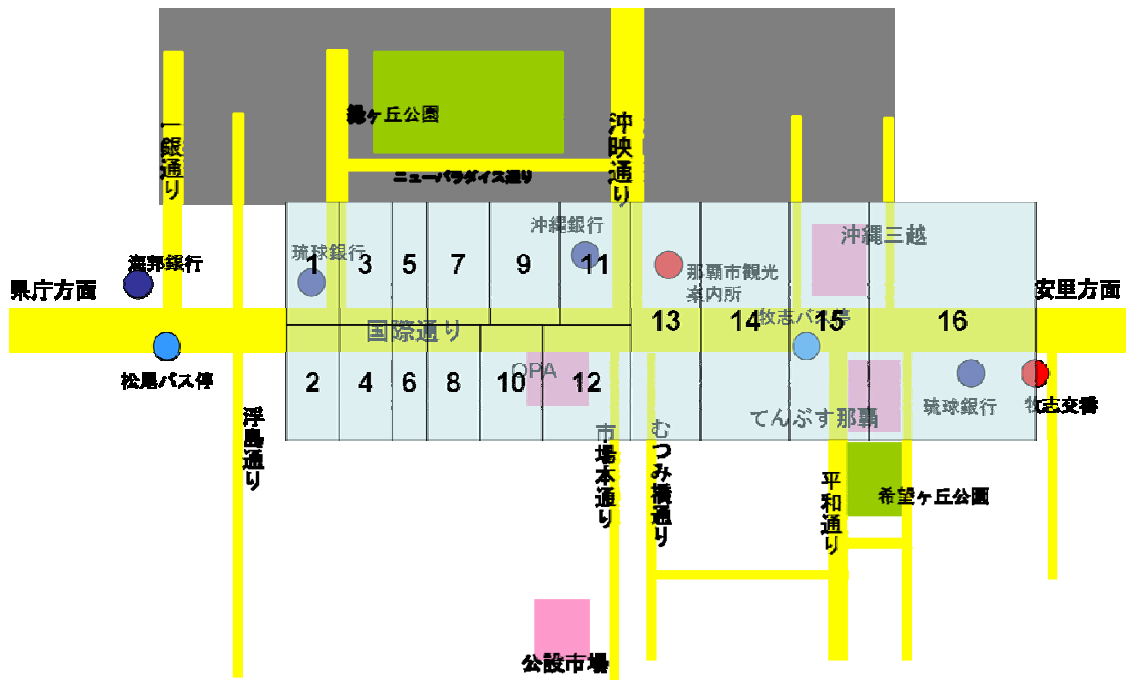 緑ヶ丘公園
一銀通り
沖映通り
ニューパラダイス通り
海邦銀行
琉球銀行
沖縄銀行
那覇市観光
案内所
沖縄三越
県庁方面
安里方面
1
3
5
7
9
11
13
14
15
16
国際通り
牧志バス停
松尾バス停
2
4
6
8
10
12
OPA
琉球銀行
牧志交番
てんぶす那覇
浮島通り
市場本通り
むつみ橋通り
平和通り
希望ヶ丘公園
公設市場